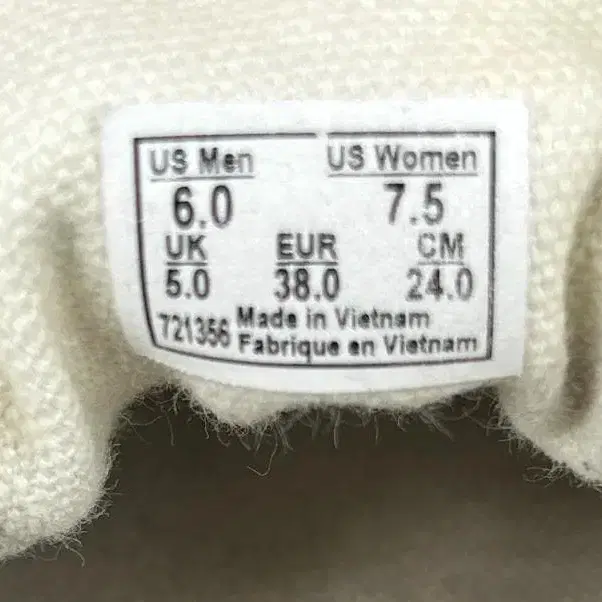 US Men US Women
6.0 7.5
UK EUR CM
5.0 38.0 24.0
721356 Made in Vietnam
Fabrique en Vietnam